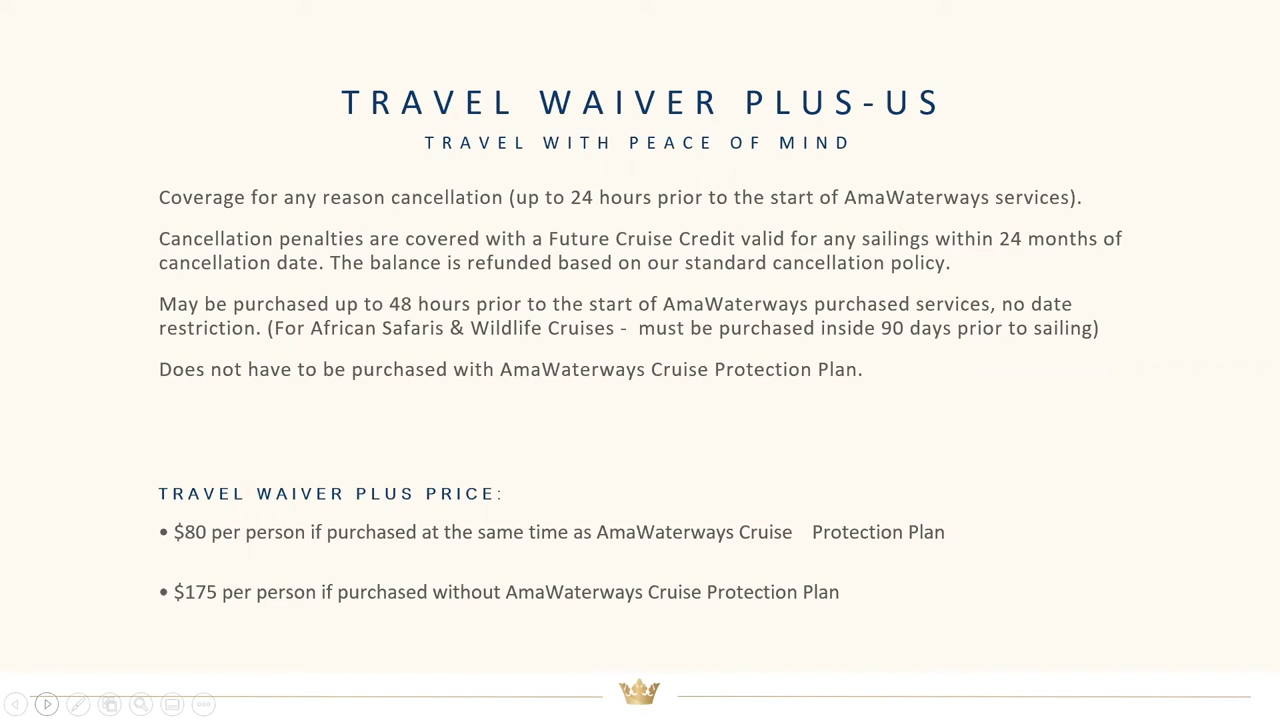 TRAVEL WAIVER PLUS-US
TRAVEL WITH PEACE OF MIND
Coverage for any reason cancellation (up to 24 hours prior to the start of AmaWaterways services).
Cancellation penalties are covered with a Future Cruise Credit valid for any sailings within 24 months of
cancellation date. The balance is refunded based on our standard cancellation policy.
May be purchased up to 48 hours prior to the start of AmaWaterways purchased services, no date
restriction. (For African Safaris & Wildlife Cruises -  must be purchased inside 90 days prior to sailing)
Does not have to be purchased with AmaWaterways Cruise Protection Plan.
TRAVEL WAIVER PLUS PRICE:
• $80 per person if purchased at the same time as AmaWaterways Cruise    Protection Plan
• $175 per person if purchased without AmaWaterways Cruise Protection Plan